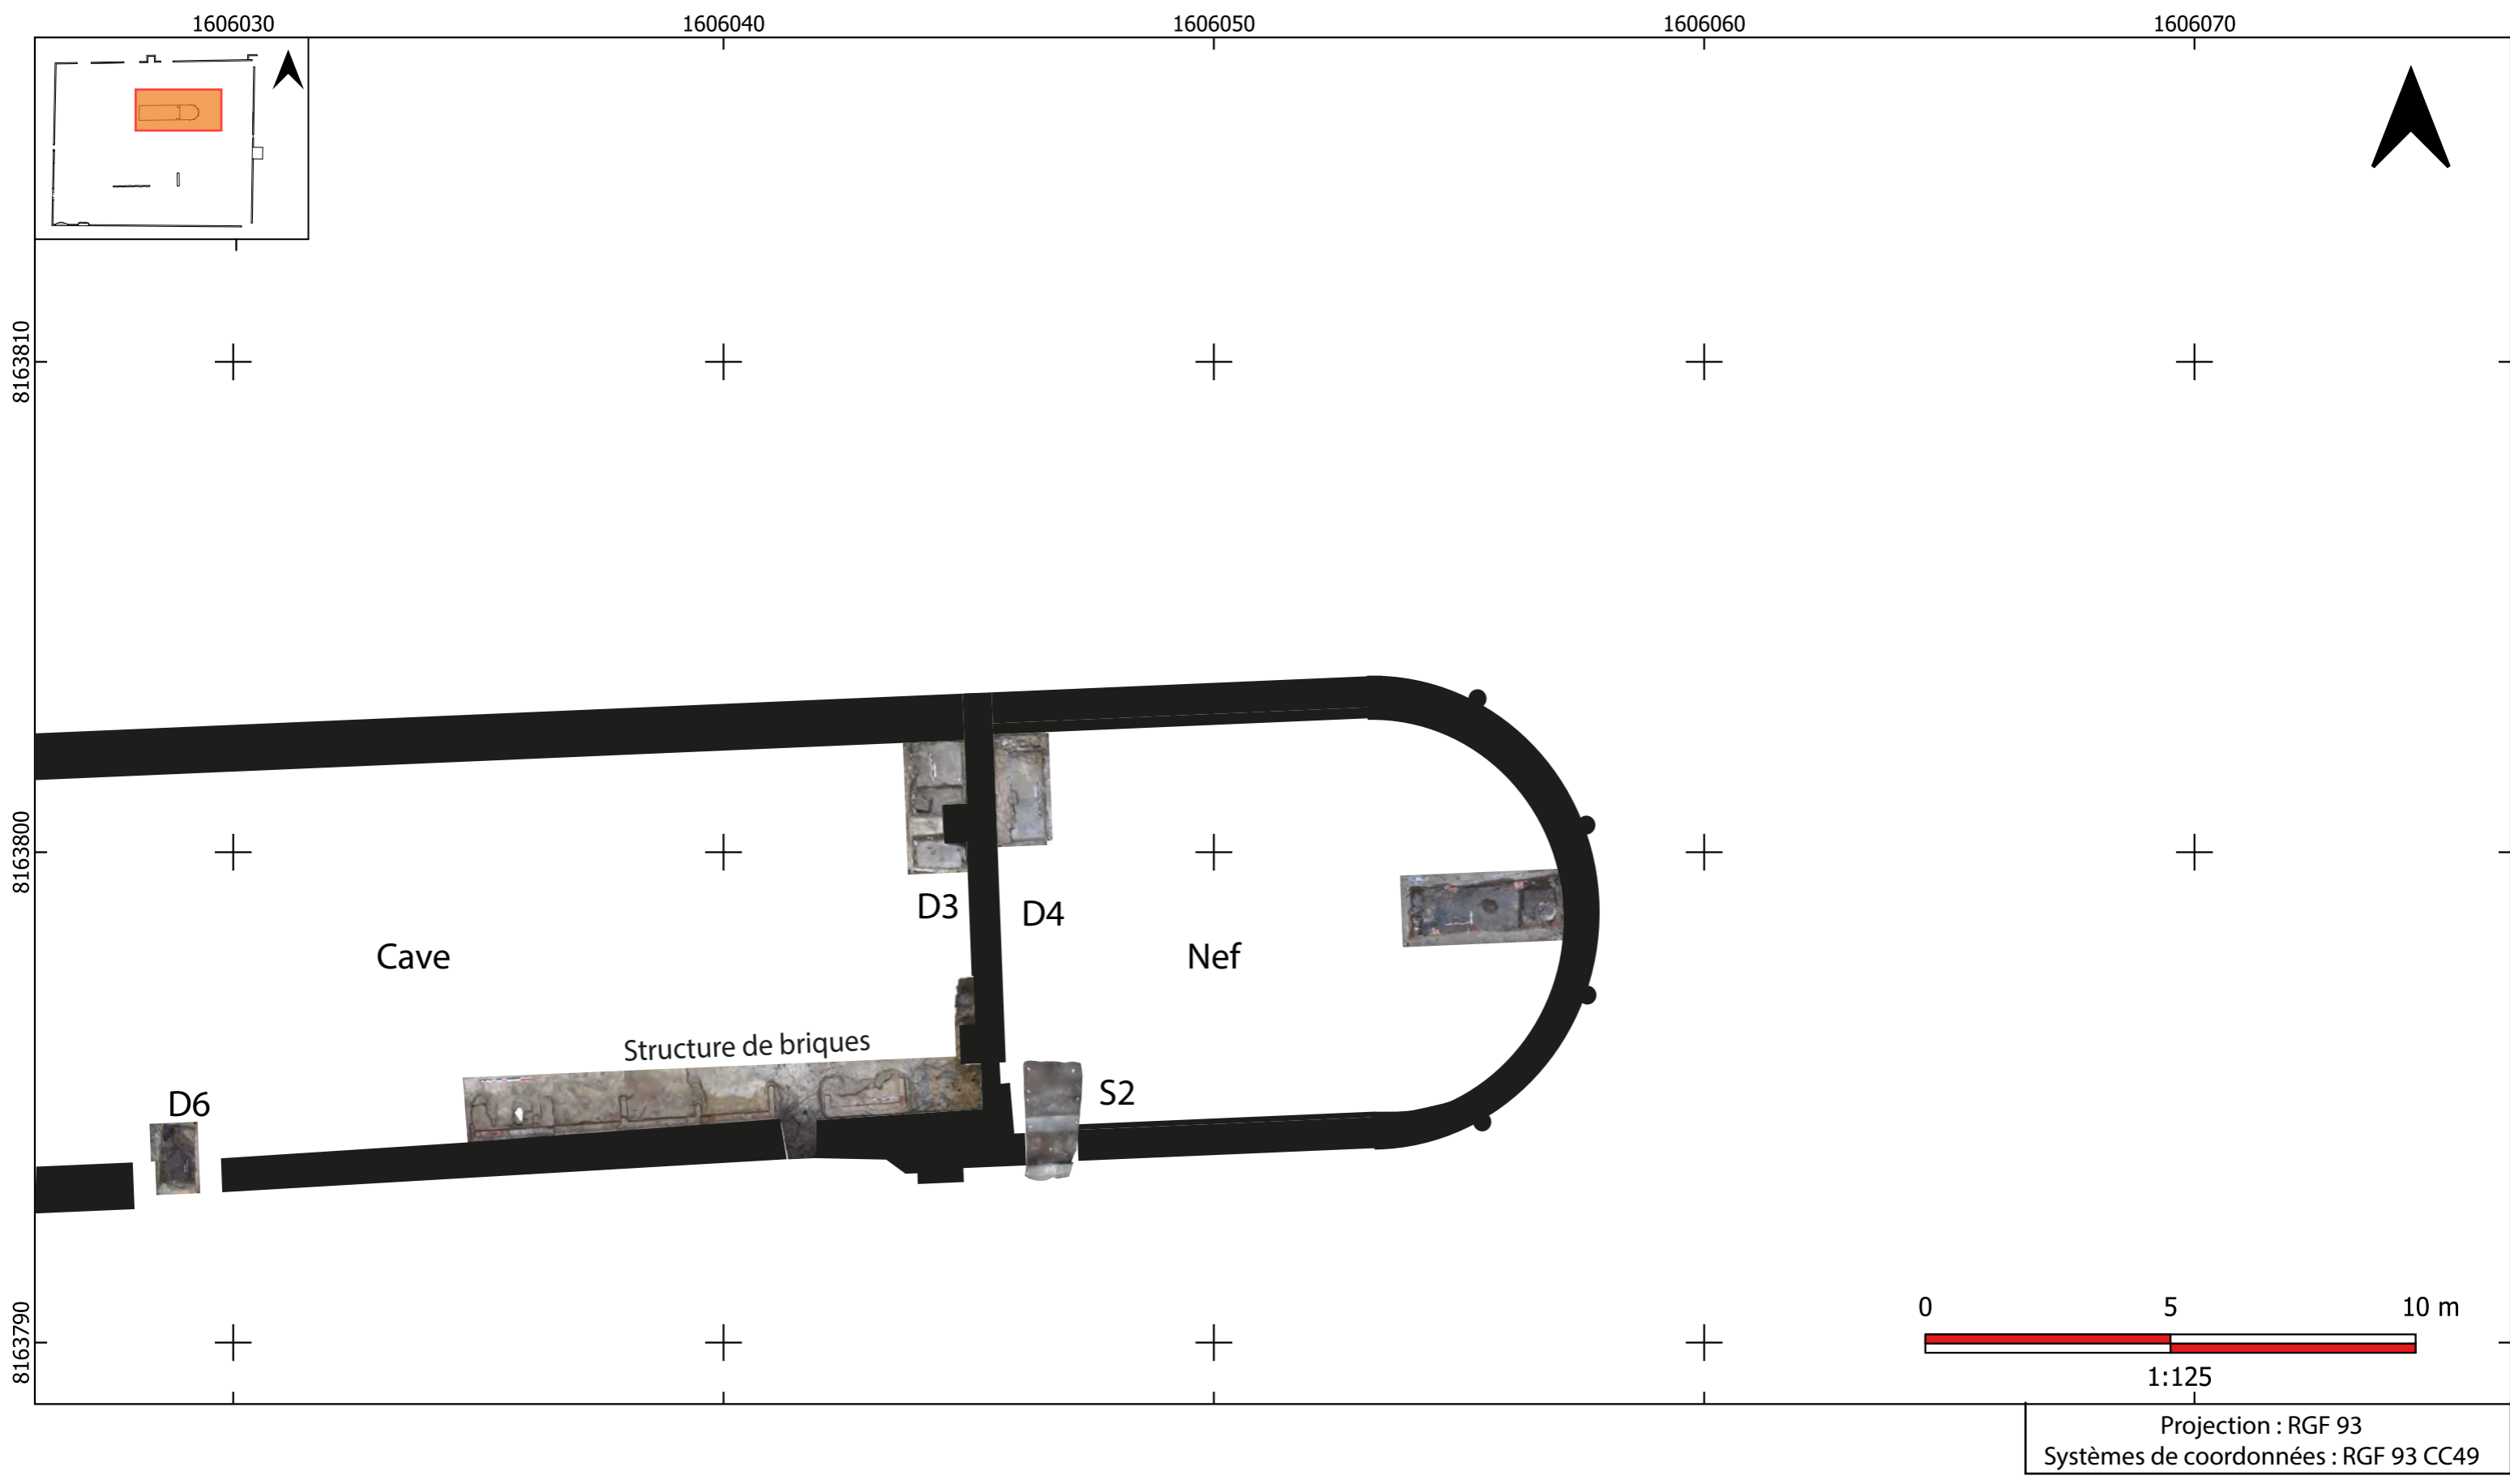 1606030 1606040 1606050 1606060 1606070
8163810
8163800
8163790
D3
D4
Cave
Nef
Structure de briques
D6
S2
0 5 10 m
1:125
Projection : RGF 93
Systèmes de coordonnées : RGF 93 CC49